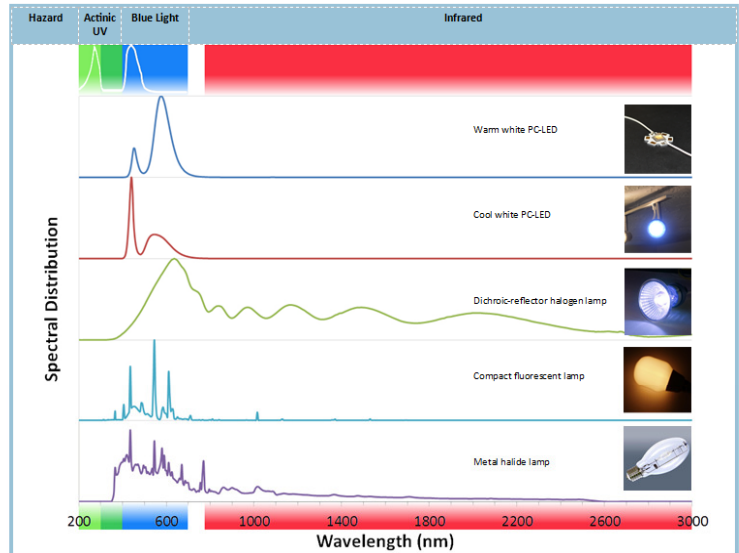 Hazard
Actinic
UV
Blue Light
Infrared
Warm white PC-LED
Cool white PC-LED
Dichroic-reflector halogen lamp
Compact fluorescent lamp
Metal halide lamp
Spectral Distribution
200 600 1000 1400 1800 2200 2600 3000
Wavelength (nm)